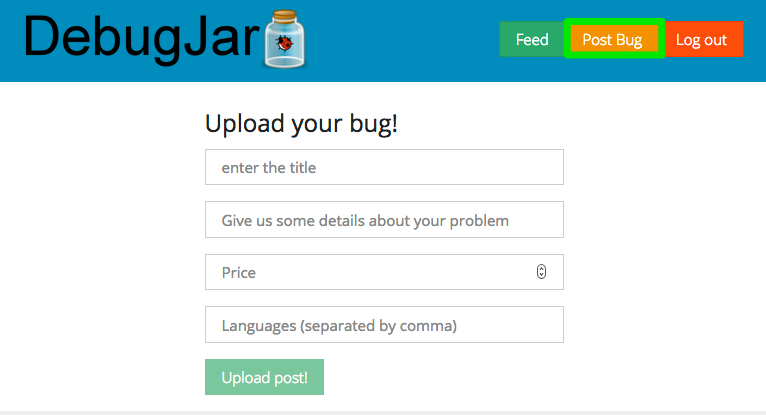 DebugJar
Feed Post Bug Log out
Upload your bug!
enter the title
Give us some details about your problem
Price
Languages (separated by comma)
Upload post!